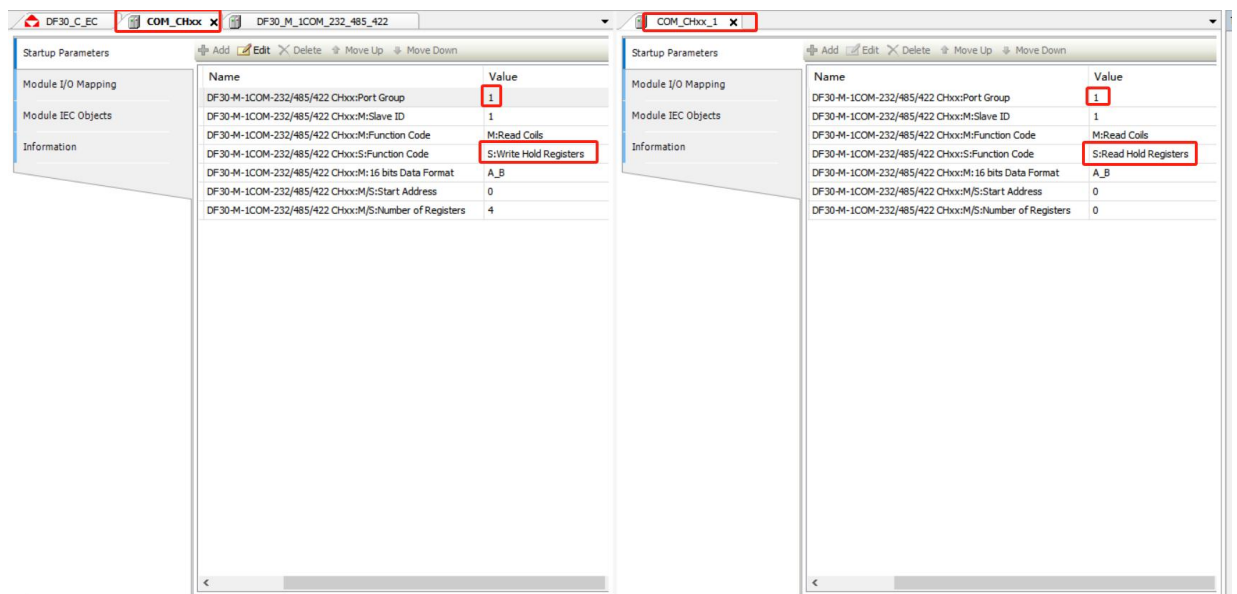 DF30_C_EC COM_CHxx x DF30_M_1COM_232_485_422
Startup Parameters
Module I/O Mapping
Module IEC Objects
Information
Add Edit Delete Move Up Move Down
Name Value
DF30-M-1COM-232/485/422 CHxx:Port Group 1
DF30-M-1COM-232/485/422 CHxx:M:Slave ID 1
DF30-M-1COM-232/485/422 CHxx:M:Function Code M:Read Coils
DF30-M-1COM-232/485/422 CHxx:S:Function Code S:Write Hold Registers
DF30-M-1COM-232/485/422 CHxx:M:16 bits Data Format A_B
DF30-M-1COM-232/485/422 CHxx:M/S:Start Address 0
DF30-M-1COM-232/485/422 CHxx:M/S:Number of Registers 4
COM_CHxx_1 x
Startup Parameters
Module I/O Mapping
Module IEC Objects
Information
Add Edit Delete Move Up Move Down
Name Value
DF30-M-1COM-232/485/422 CHxx:Port Group 1
DF30-M-1COM-232/485/422 CHxx:M:Slave ID 1
DF30-M-1COM-232/485/422 CHxx:M:Function Code M:Read Coils
DF30-M-1COM-232/485/422 CHxx:S:Function Code S:Read Hold Registers
DF30-M-1COM-232/485/422 CHxx:M:16 bits Data Format A_B
DF30-M-1COM-232/485/422 CHxx:M/S:Start Address 0
DF30-M-1COM-232/485/422 CHxx:M/S:Number of Registers 0